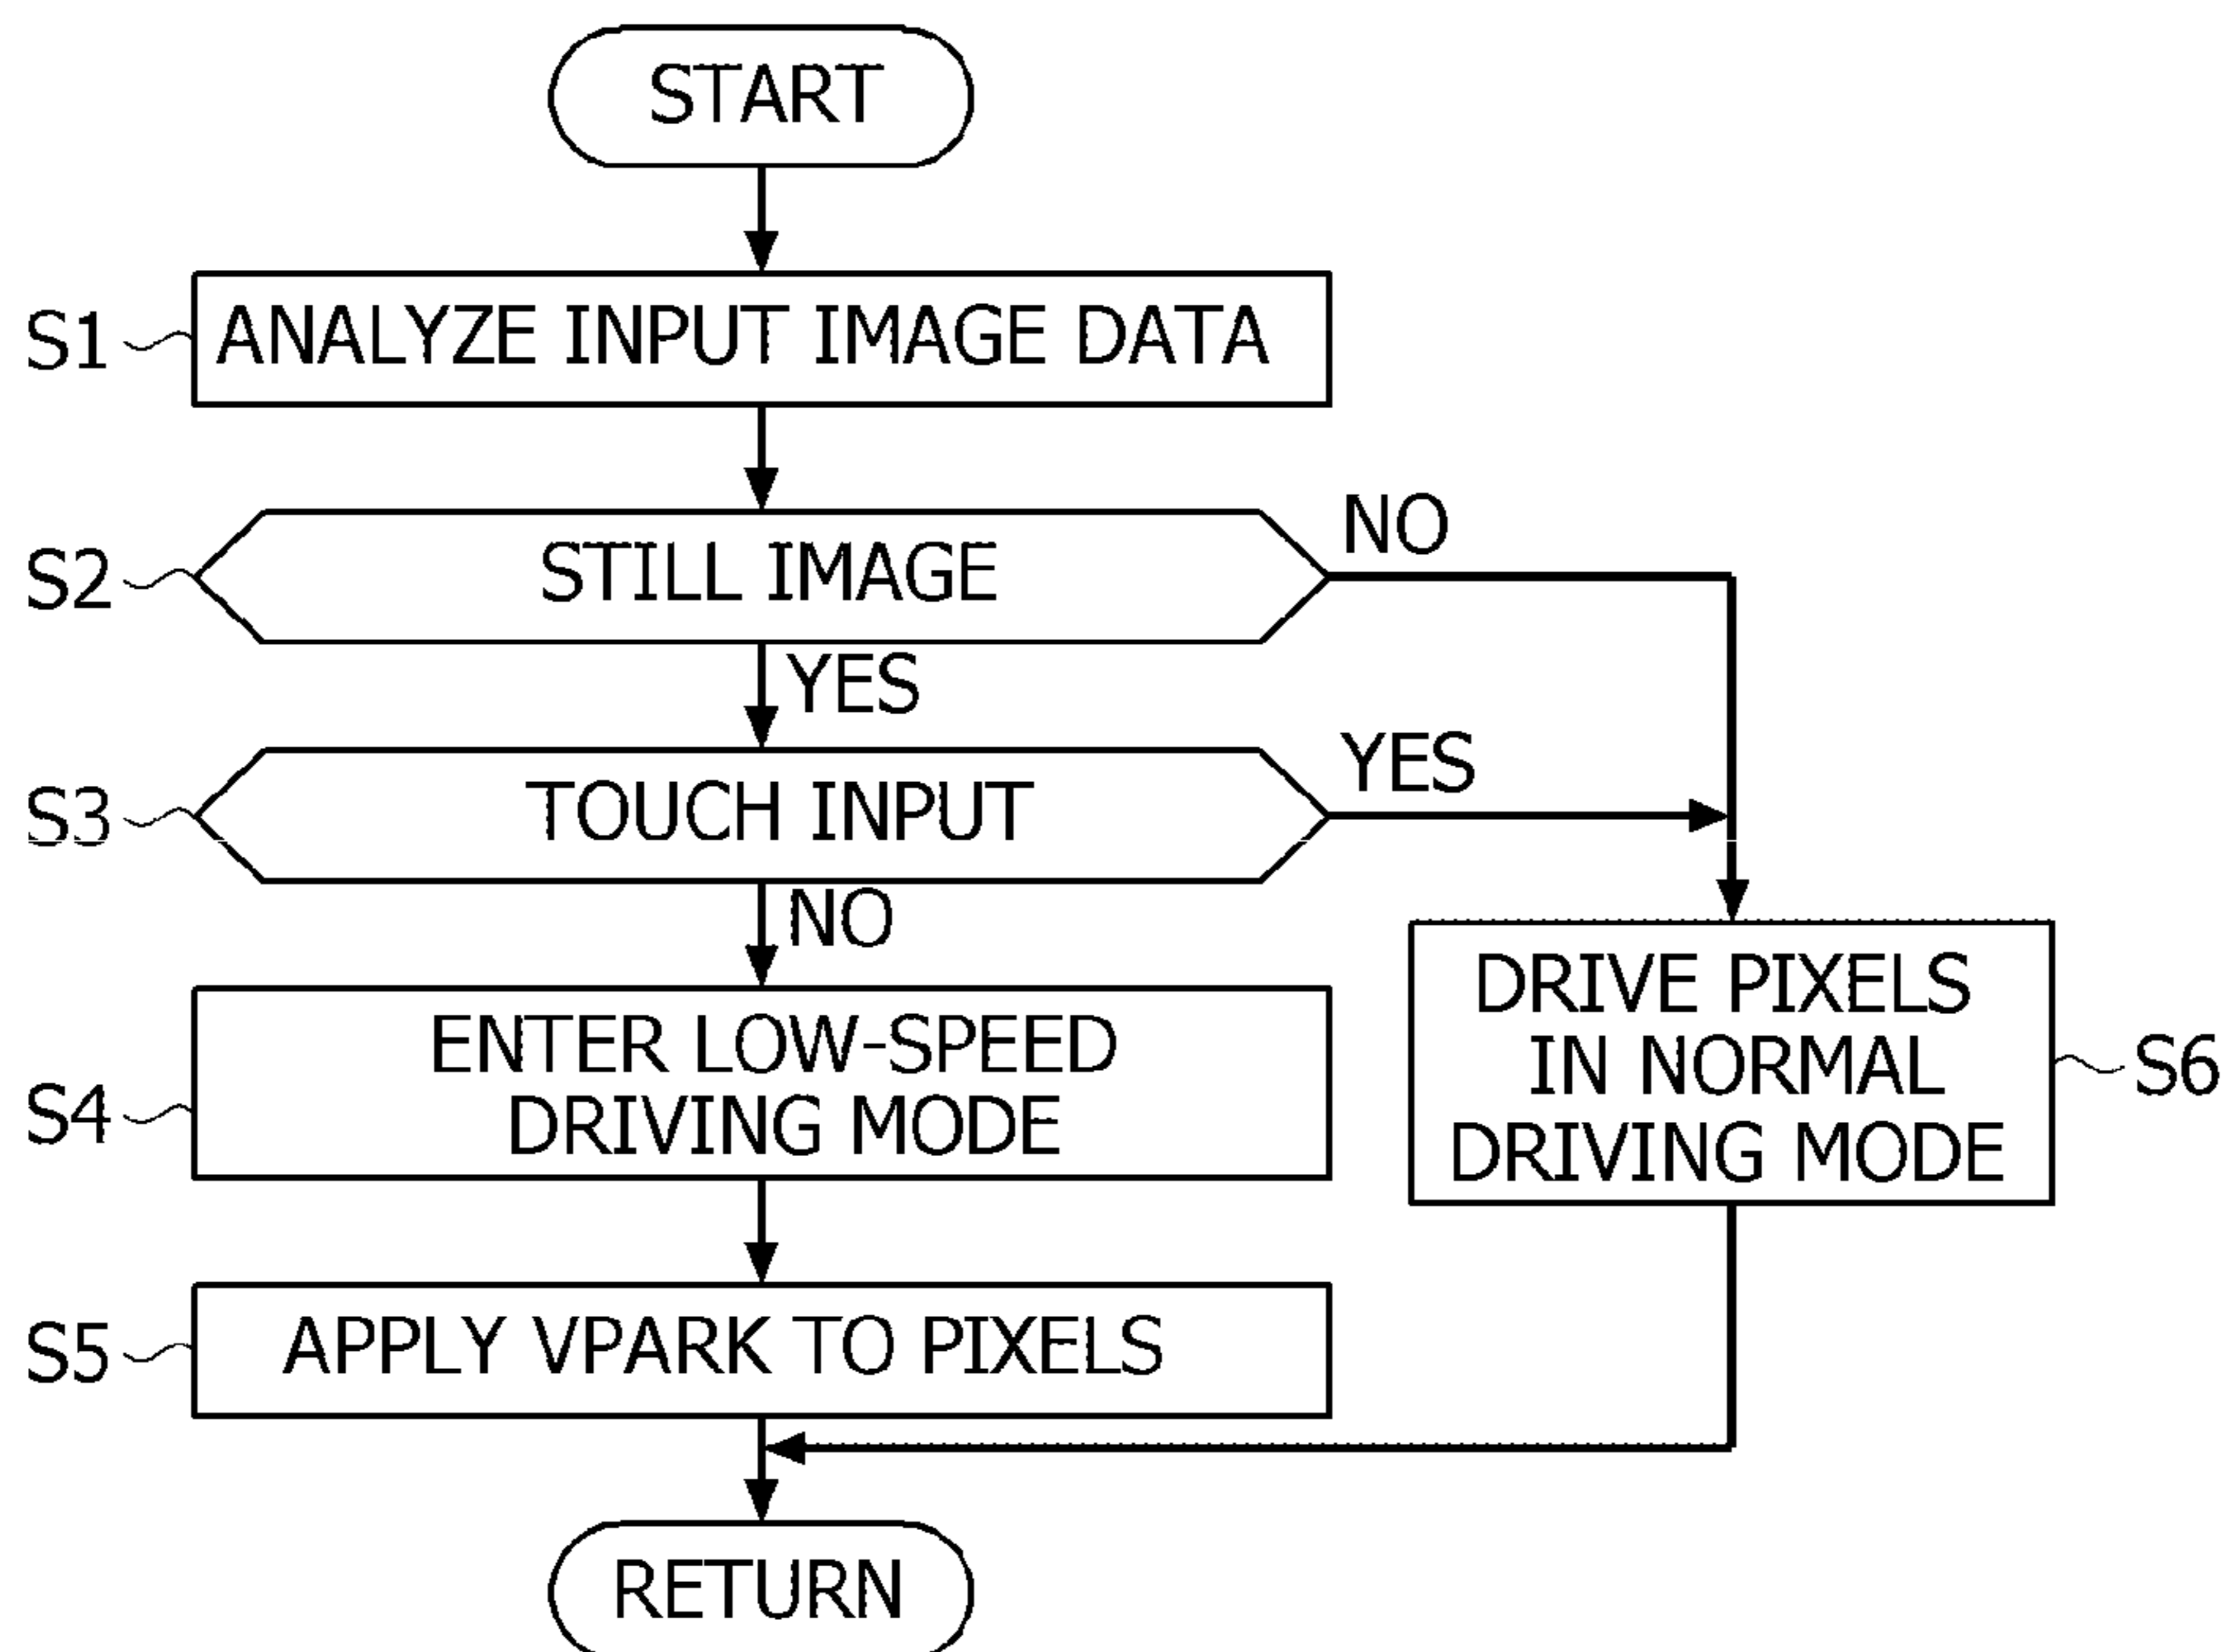 START
S1
ANALYZE INPUT IMAGE DATA
S2
STILL IMAGE
NO
YES
S3
TOUCH INPUT
YES
NO
S4
ENTER LOW-SPEED
DRIVING MODE
DRIVE PIXELS
IN NORMAL
DRIVING MODE
S6
S5
APPLY VPARK TO PIXELS
RETURN